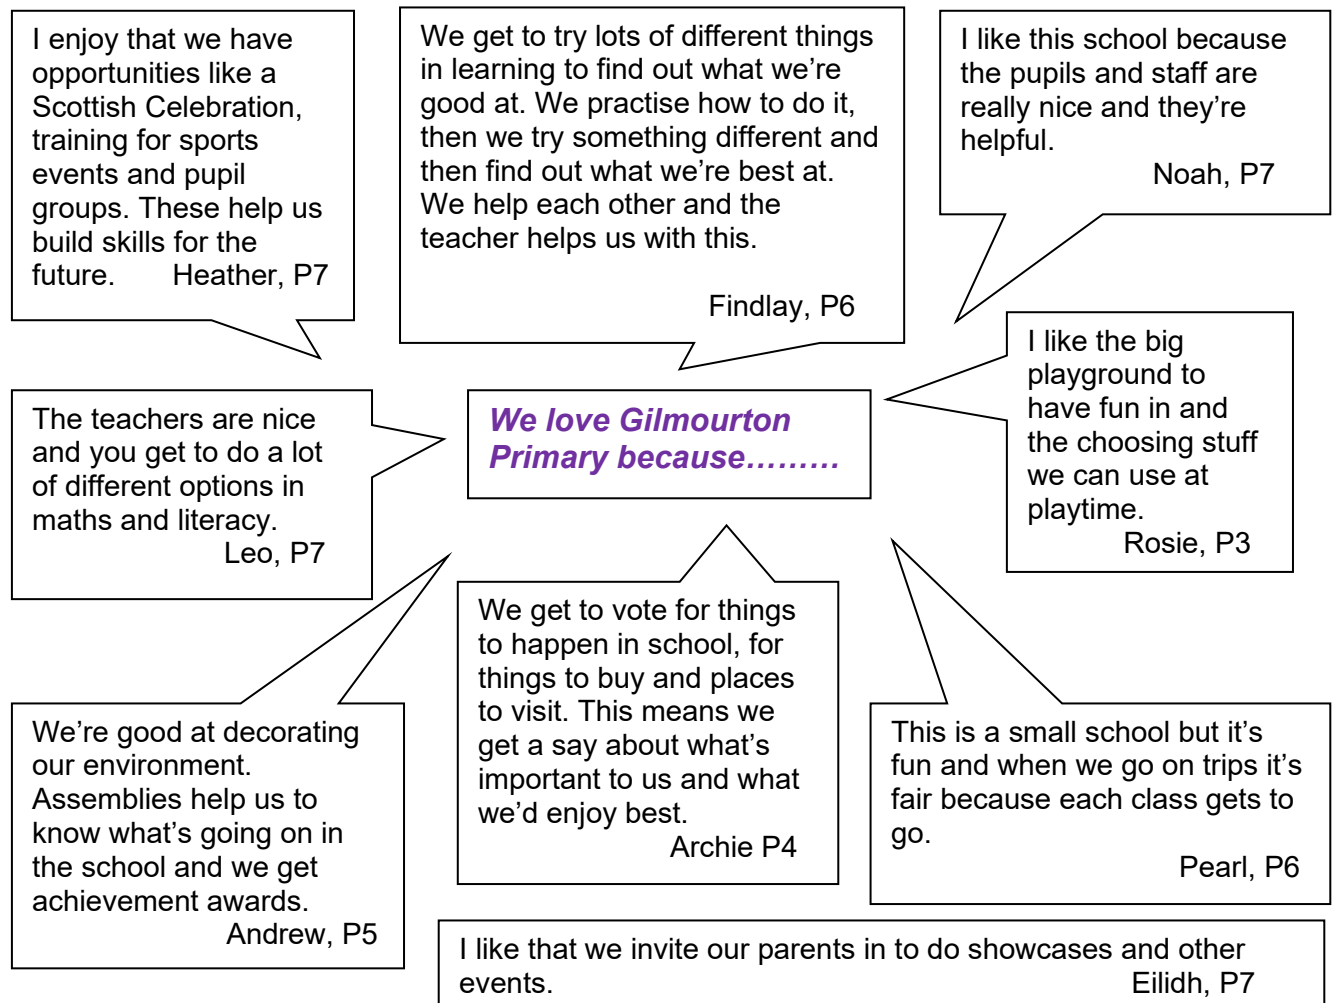 I enjoy that we have
opportunities like a
Scottish Celebration,
training for sports
events and pupil
groups. These help us
build skills for the
future. Heather, P7
We get to try lots of different things
in learning to find out what we're
good at. We practise how to do it,
then we try something different and
then find out what we're best at.
We help each other and the
teacher helps us with this.
Findlay, P6
I like this school because
the pupils and staff are
really nice and they're
helpful.
Noah, P7
The teachers are nice
and you get to do a lot
of different options in
maths and literacy.
Leo, P7
We love Gilmourton
Primary because………
I like the big
playground to
have fun in and
the choosing stuff
we can use at
playtime.
Rosie, P3
We're good at decorating
our environment.
Assemblies help us to
know what's going on in
the school and we get
achievement awards.
Andrew, P5
We get to vote for things
to happen in school, for
things to buy and places
to visit. This means we
get a say about what's
important to us and what
we'd enjoy best.
Archie P4
This is a small school but it's
fun and when we go on trips it's
fair because each class gets to
go.
Pearl, P6
I like that we invite our parents in to do showcases and other
events. Eilidh, P7